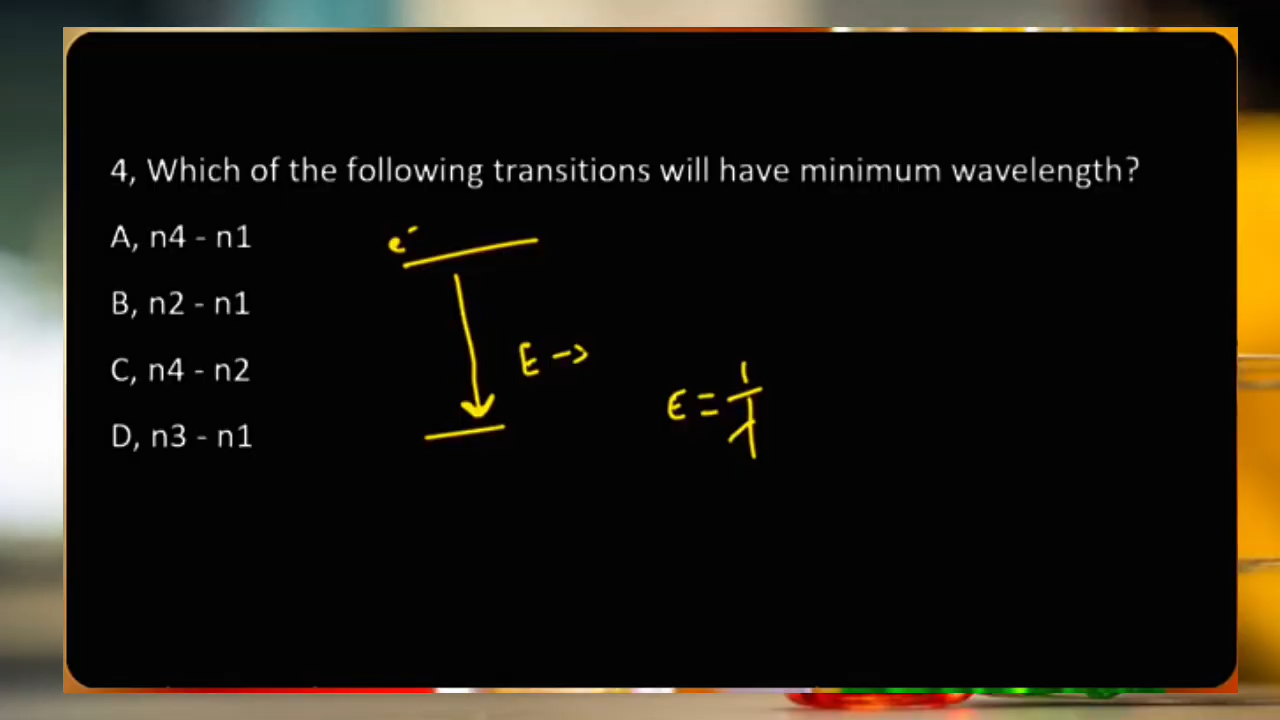 4, Which of the following transitions will have minimum wavelength?
A, n4 - n1
e-
B, n2 - n1
E →
C, n4 - n2
E = 1/λ
D, n3 - n1